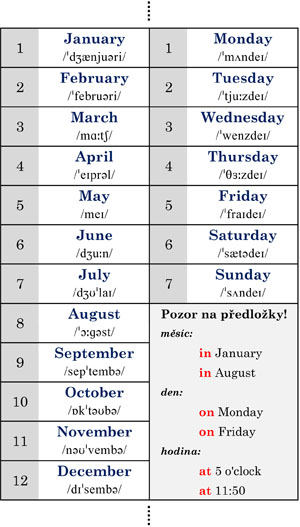 1 January 1 Monday
/ˈdʒænjuəri/ /ˈmʌndeɪ/
2 February 2 Tuesday
/ˈfebruəri/ /ˈtjuːzdeɪ/
3 March 3 Wednesday
/mɑːtʃ/ /ˈwenzdeɪ/
4 April 4 Thursday
/ˈeɪprəl/ /ˈθɜːzdeɪ/
5 May 5 Friday
/meɪ/ /ˈfraɪdeɪ/
6 June 6 Saturday
/dʒuːn/ /ˈsætədeɪ/
7 July 7 Sunday
/dʒʊˈlaɪ/ /ˈsʌndeɪ/
8 August
/ˈɔːgəst/
9 September
/sepˈtembə/
10 October
/ɒkˈtəʊbə/
11 November
/nəʊˈvembə/
12 December
/dɪˈsembə/
Pozor na předložky!
měsíc:
in January
in August
den:
on Monday
on Friday
hodina:
at 5 o'clock
at 11:50